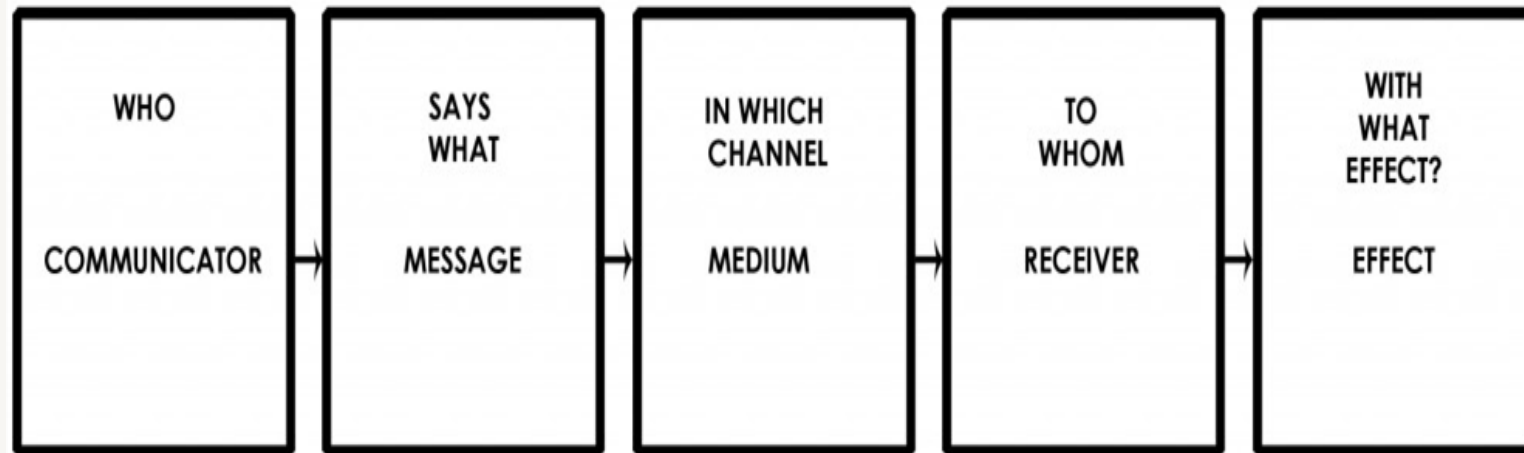 WHO
COMMUNICATOR
SAYS
WHAT
MESSAGE
IN WHICH
CHANNEL
MEDIUM
TO
WHOM
RECEIVER
WITH
WHAT
EFFECT?
EFFECT